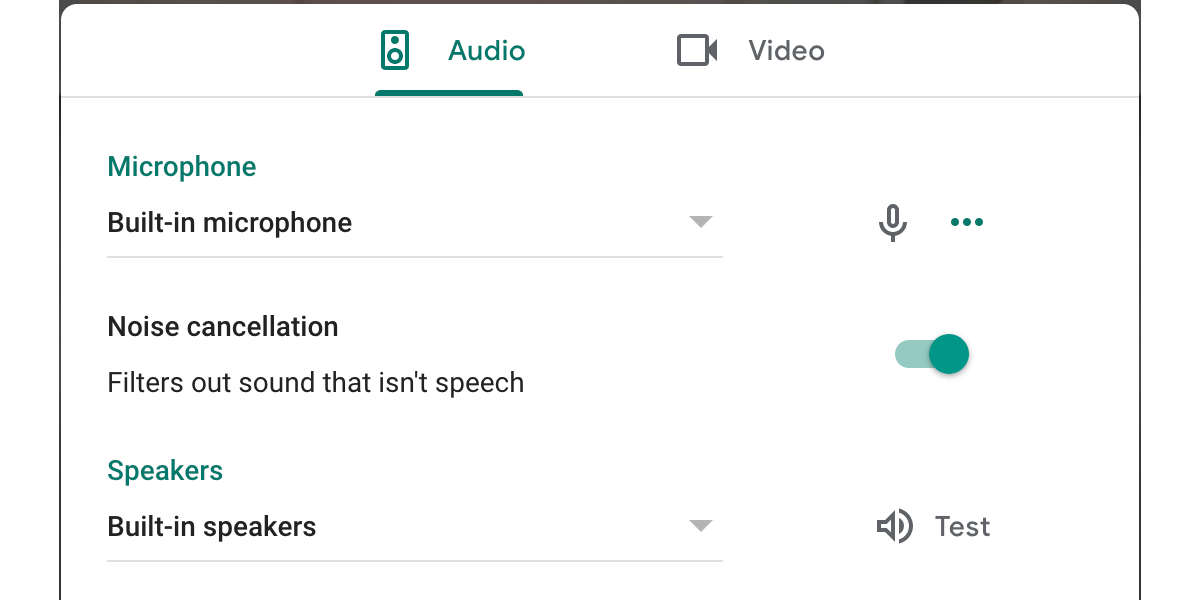 Audio
Video
Microphone
Built-in microphone
Noise cancellation
Filters out sound that isn't speech
Speakers
Built-in speakers
Test